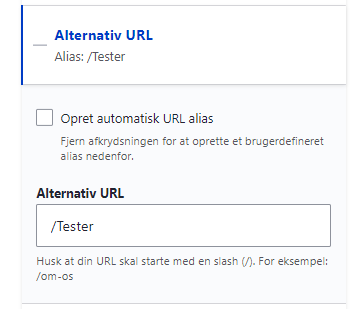 Alternativ URL
Alias: /Tester
Opret automatisk URL alias
Fjern afkrydsningen for at oprette et brugerdefineret
alias nedenfor.
Alternativ URL
/Tester
Husk at din URL skal starte med en slash (/). For eksempel:
/om-os